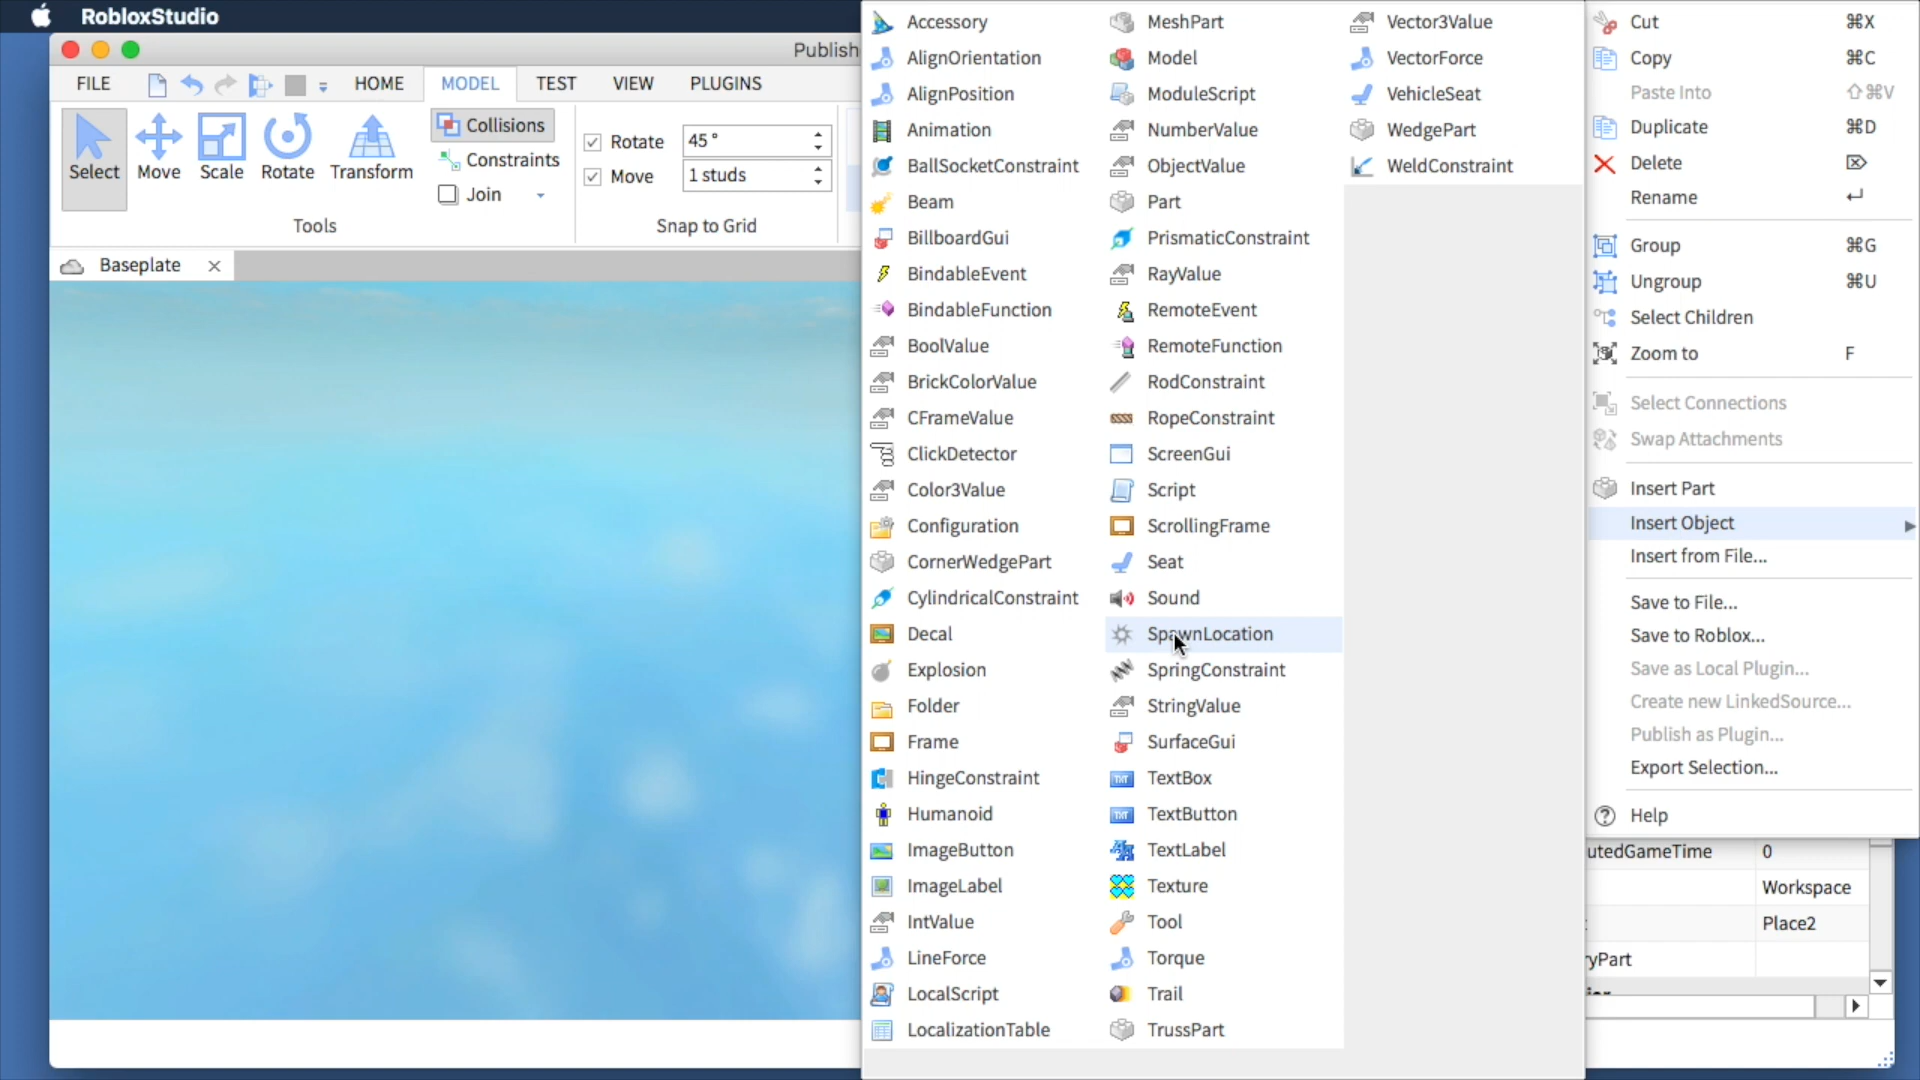 RobloxStudio
Publish
FILE
HOME
MODEL
TEST
VIEW
PLUGINS
Select
Move
Scale
Rotate
Transform
Collisions
Constraints
Join
Tools
Rotate
45 °
Move
1 studs
Snap to Grid
Baseplate
Accessory
AlignOrientation
AlignPosition
Animation
BallSocketConstraint
Beam
BillboardGui
BindableEvent
BindableFunction
BoolValue
BrickColorValue
CFrameValue
ClickDetector
Color3Value
Configuration
CornerWedgePart
CylindricalConstraint
Decal
Explosion
Folder
Frame
HingeConstraint
Humanoid
ImageButton
ImageLabel
IntValue
LineForce
LocalScript
LocalizationTable
MeshPart
Model
ModuleScript
NumberValue
ObjectValue
Part
PrismaticConstraint
RayValue
RemoteEvent
RemoteFunction
RodConstraint
RopeConstraint
ScreenGui
Script
ScrollingFrame
Seat
Sound
SpawnLocation
SpringConstraint
StringValue
SurfaceGui
TextBox
TextButton
TextLabel
Texture
Tool
Torque
Trail
TrussPart
Vector3Value
VectorForce
VehicleSeat
WedgePart
WeldConstraint
Cut ⌘X
Copy ⌘C
Paste Into ⇧⌘V
Duplicate ⌘D
Delete ⌦
Rename ↵
Group ⌘G
Ungroup ⌘U
Select Children
Zoom to F
Select Connections
Swap Attachments
Insert Part
Insert Object
Insert from File...
Save to File...
Save to Roblox...
Save as Local Plugin...
Create new LinkedSource...
Publish as Plugin...
Export Selection...
Help
utedGameTime 0
Workspace
Place2
yPart